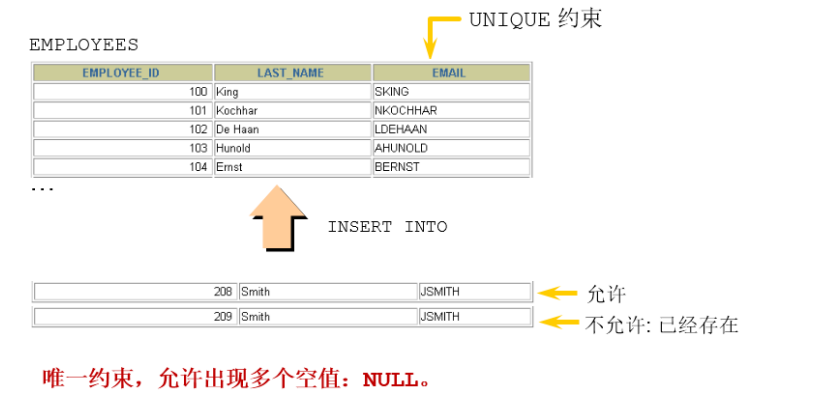 UNIQUE 约束
EMPLOYEES
EMPLOYEE_ID LAST_NAME EMAIL
100 King SKING
101 Kochhar NKOCHHAR
102 De Haan LDEHAAN
103 Hunold AHUNOLD
104 Ernst BERNST
...
INSERT INTO
208 Smith JSMITH 允许
209 Smith JSMITH 不允许: 已经存在
唯一约束，允许出现多个空值：NULL。